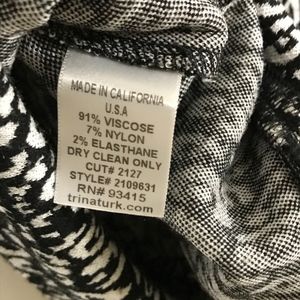 MADE IN CALIFORNIA
U.S.A
91% VISCOSE
7% NYLON
2% ELASTHANE
DRY CLEAN ONLY
CUT# 2127
STYLE# 2109631
RN# 93415
trinaturk.com